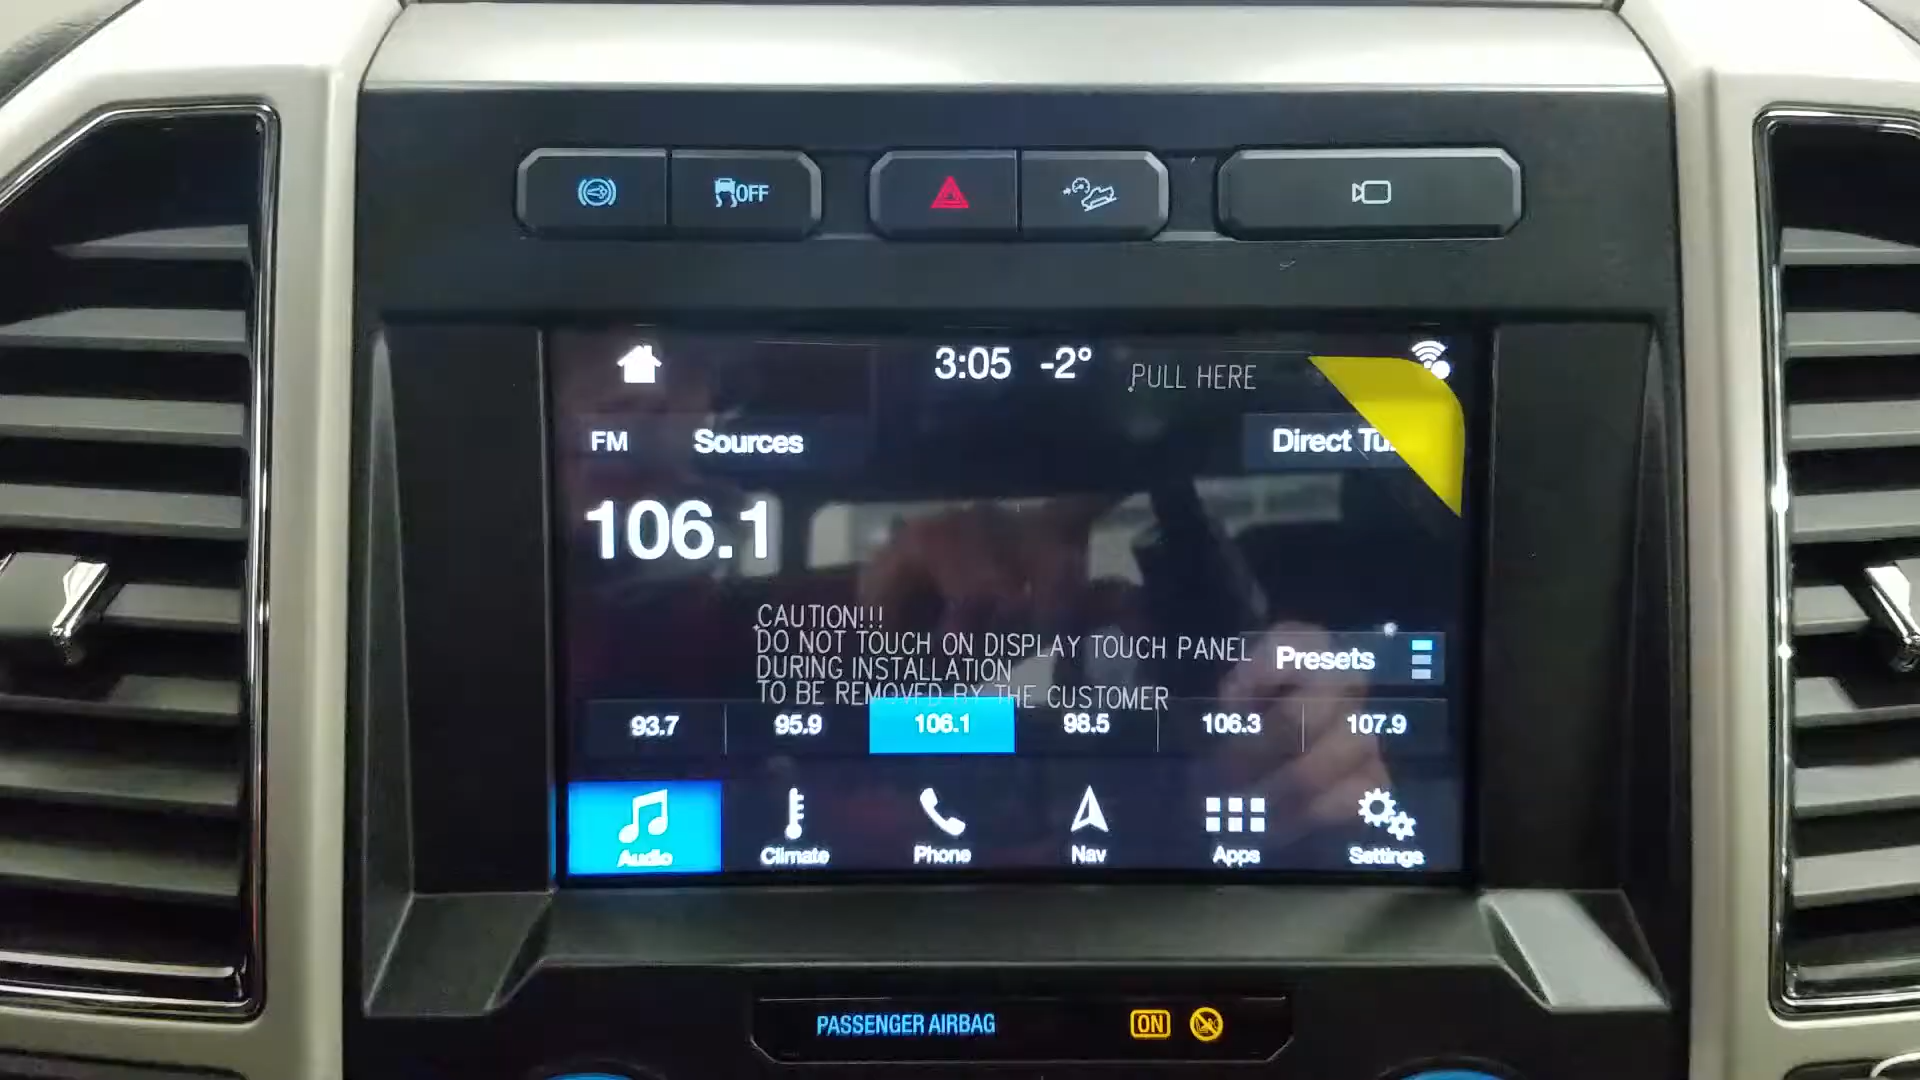 OFF
3:05 -2°
PULL HERE
FM Sources Direct
106.1
CAUTION!!!
DO NOT TOUCH ON DISPLAY TOUCH PANEL
DURING INSTALLATION
TO BE REMOVED BY THE CUSTOMER
Presets
93.7 95.9 106.1 98.5 106.3 107.9
Audio Climate Phone Nav Apps Settings
PASSENGER AIRBAG ON